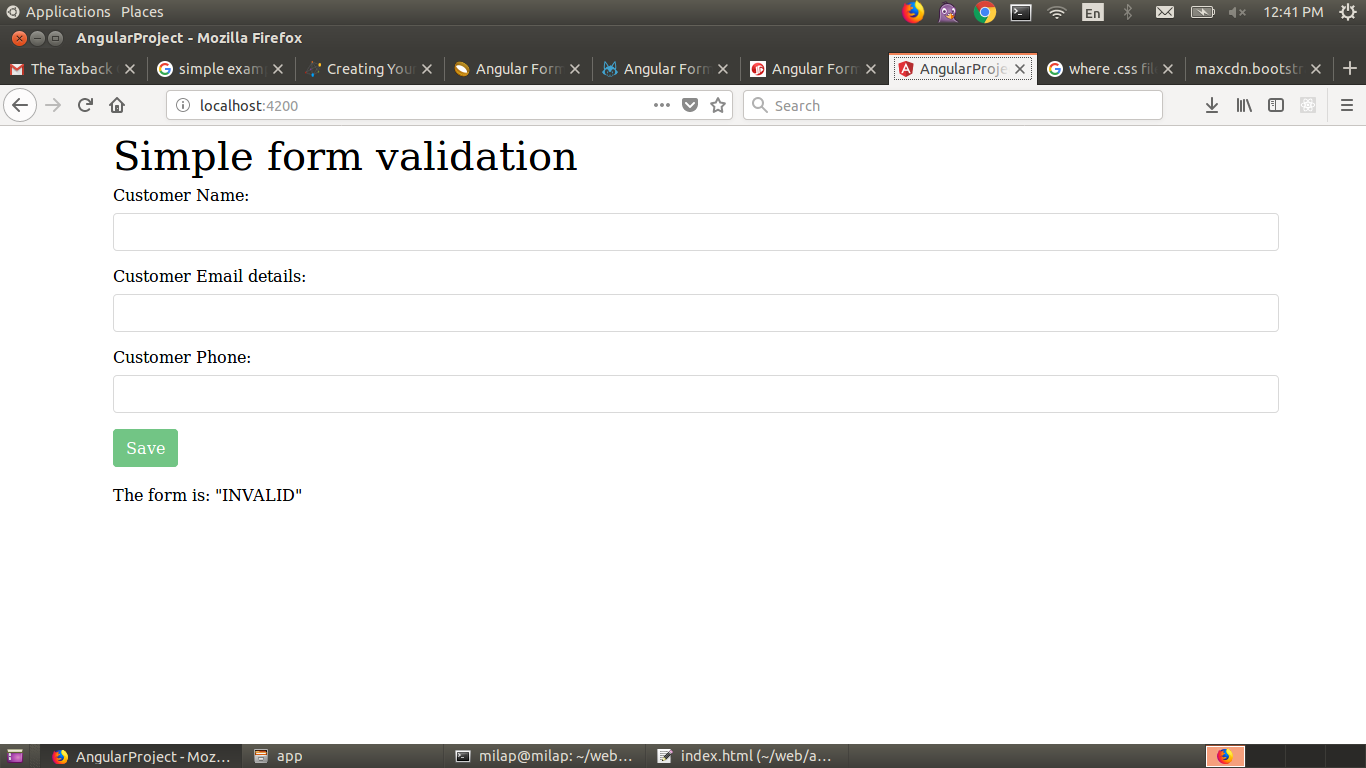 Applications Places
En
12:41 PM
AngularProject - Mozilla Firefox
The Taxback
simple exam
Creating You
Angular Form
Angular Form
Angular Form
AngularProje
where .css file
maxcdn.bootstr
localhost:4200
Search
Simple form validation
Customer Name:
Customer Email details:
Customer Phone:
Save
The form is: "INVALID"
AngularProject - Moz...
app
milap@milap: ~/web...
index.html (~/web/a...